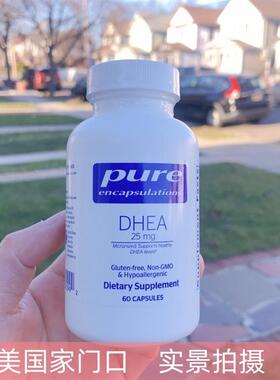 pure
encapsulations
DHEA
25 mg
Micronized. Supports healthy
DHEA levels‡
Gluten-free, Non-GMO
& Hypoallergenic
Dietary Supplement
60 CAPSULES
美国家门口 实景拍摄